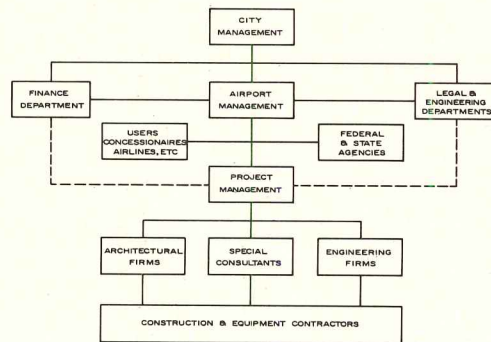 CITY
MANAGEMENT
FINANCE
DEPARTMENT
AIRPORT
MANAGEMENT
LEGAL &
ENGINEERING
DEPARTMENTS
USERS
CONCESSIONAIRES
AIRLINES, ETC
FEDERAL
& STATE
AGENCIES
PROJECT
MANAGEMENT
ARCHITECTURAL
FIRMS
SPECIAL
CONSULTANTS
ENGINEERING
FIRMS
CONSTRUCTION & EQUIPMENT CONTRACTORS